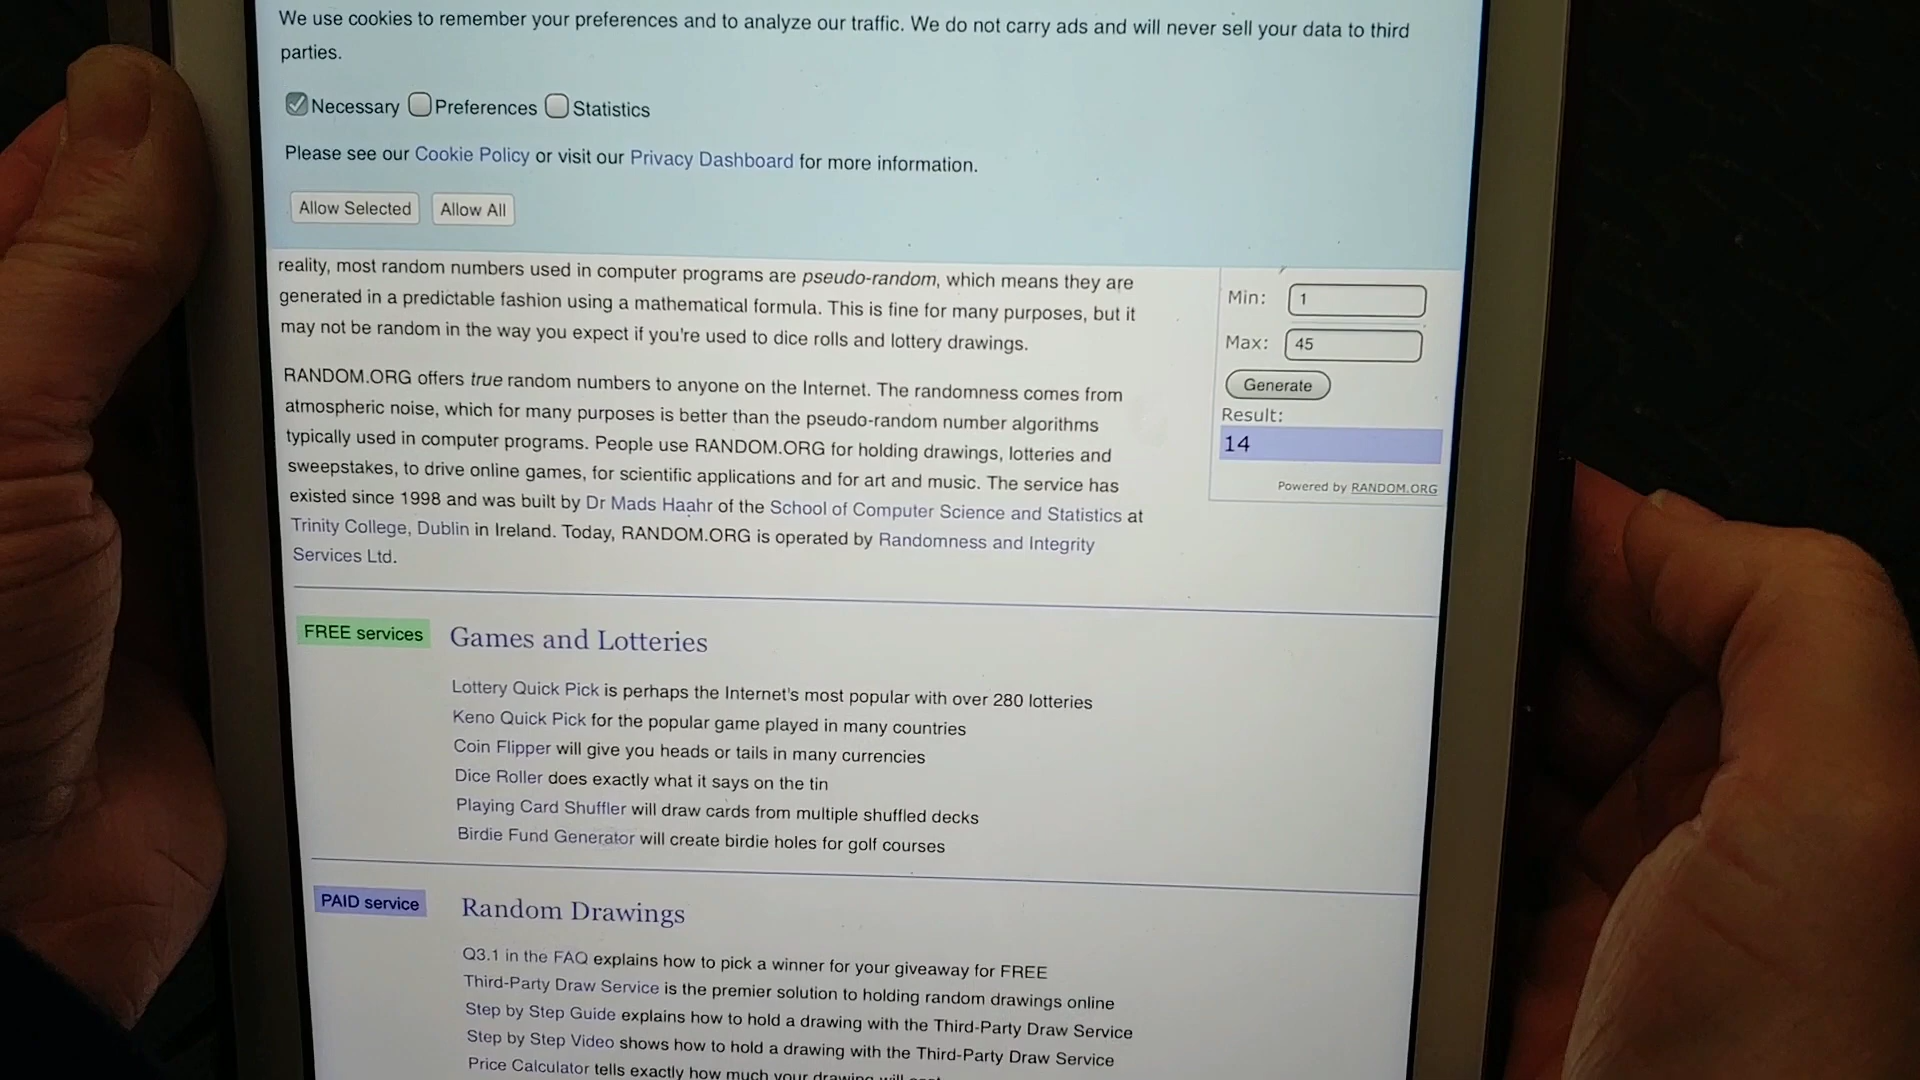 We use cookies to remember your preferences and to analyze our traffic. We do not carry ads and will never sell your data to third
parties.
Necessary Preferences Statistics
Please see our Cookie Policy or visit our Privacy Dashboard for more information.
Allow Selected Allow All
reality, most random numbers used in computer programs are pseudo-random, which means they are
generated in a predictable fashion using a mathematical formula. This is fine for many purposes, but it
may not be random in the way you expect if you're used to dice rolls and lottery drawings.
RANDOM.ORG offers true random numbers to anyone on the Internet. The randomness comes from
atmospheric noise, which for many purposes is better than the pseudo-random number algorithms
typically used in computer programs. People use RANDOM.ORG for holding drawings, lotteries and
sweepstakes, to drive online games, for scientific applications and for art and music. The service has
existed since 1998 and was built by Dr Mads Haahr of the School of Computer Science and Statistics at
Trinity College, Dublin in Ireland. Today, RANDOM.ORG is operated by Randomness and Integrity
Services Ltd.
Min: 1
Max: 45
Generate
Result:
14
Powered by RANDOM.ORG
FREE services Games and Lotteries
Lottery Quick Pick is perhaps the Internet's most popular with over 280 lotteries
Keno Quick Pick for the popular game played in many countries
Coin Flipper will give you heads or tails in many currencies
Dice Roller does exactly what it says on the tin
Playing Card Shuffler will draw cards from multiple shuffled decks
Birdie Fund Generator will create birdie holes for golf courses
PAID service Random Drawings
Q3.1 in the FAQ explains how to pick a winner for your giveaway for FREE
Third-Party Draw Service is the premier solution to holding random drawings online
Step by Step Guide explains how to hold a drawing with the Third-Party Draw Service
Step by Step Video shows how to hold a drawing with the Third-Party Draw Service
Price Calculator tells exactly how much your drawing will